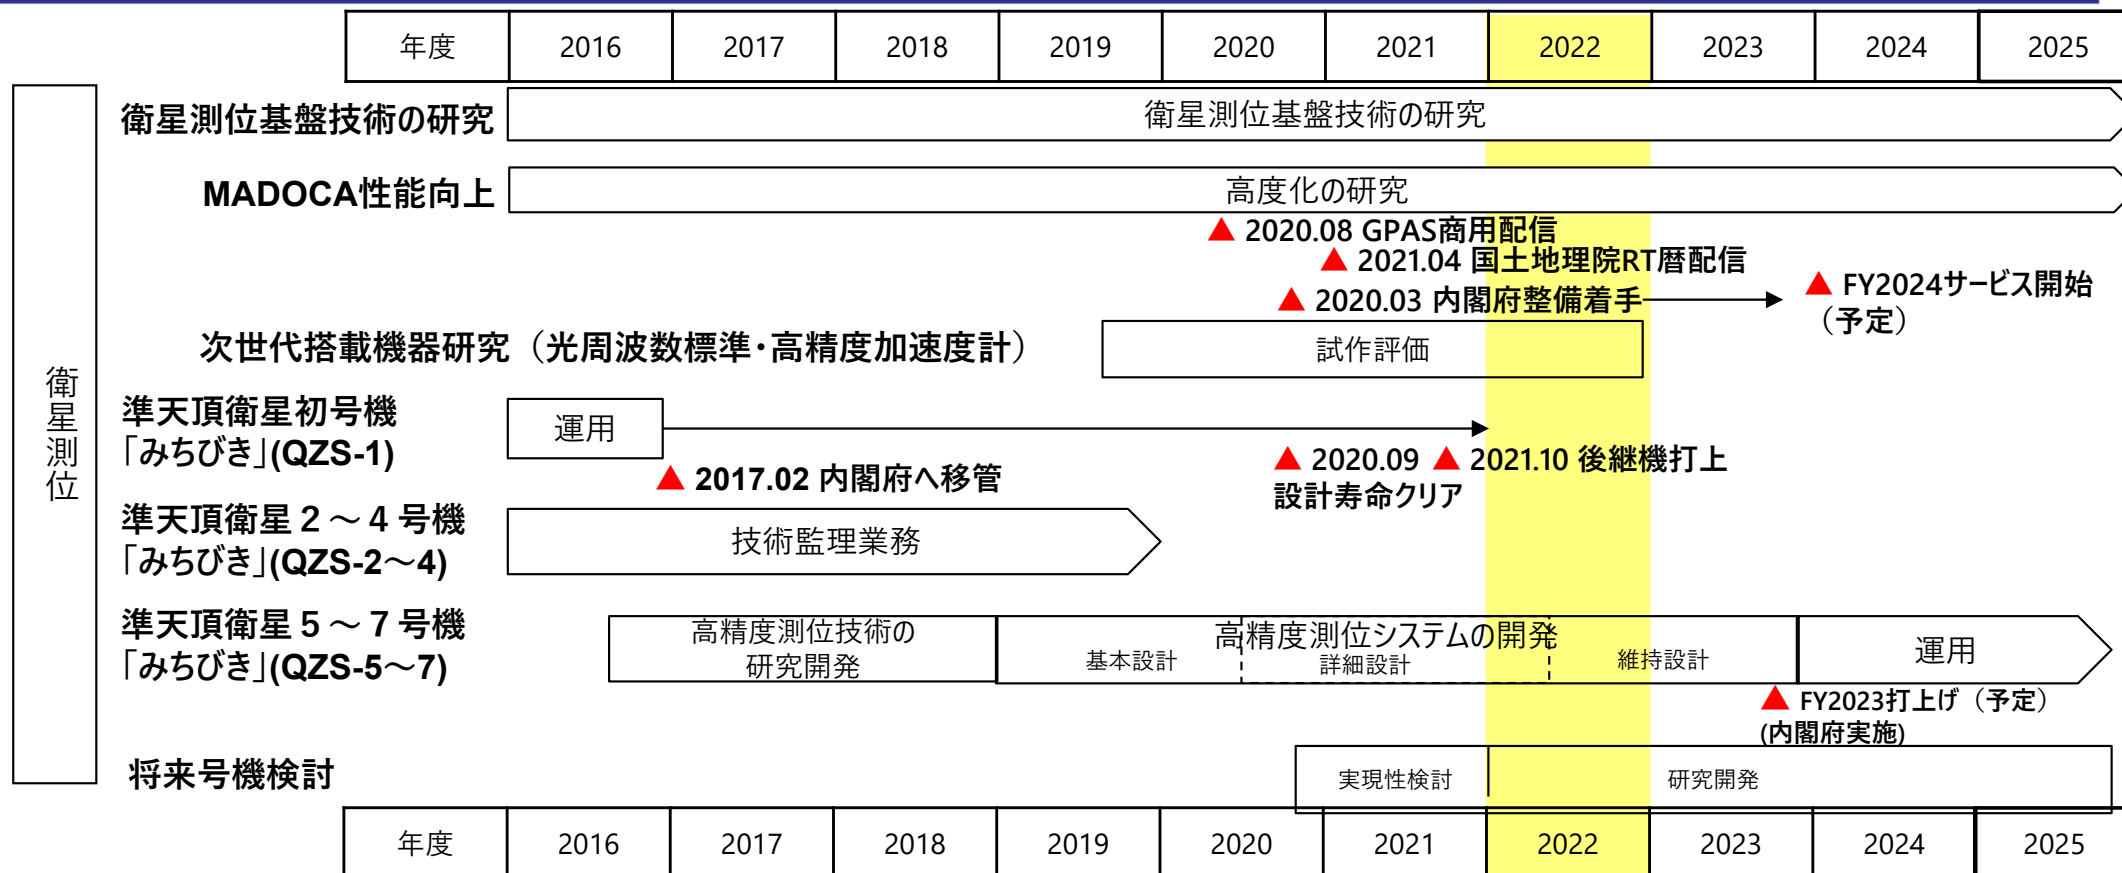 年度 2016 2017 2018 2019 2020 2021 2022 2023 2024 2025
衛星測位
衛星測位基盤技術の研究
衛星測位基盤技術の研究
MADOCA性能向上
高度化の研究
▲ 2020.08 GPAS商用配信
▲ 2021.04 国土地理院RT暦配信
▲ 2020.03 内閣府整備着手
▲ FY2024サービス開始
（予定）
次世代搭載機器研究（光周波数標準・高精度加速度計）
試作評価
準天頂衛星初号機
「みちびき」(QZS-1)
運用
▲ 2017.02 内閣府へ移管
▲ 2020.09
設計寿命クリア
▲ 2021.10 後継機打上
準天頂衛星２～４号機
「みちびき」(QZS-2～4)
技術監理業務
準天頂衛星５～７号機
「みちびき」(QZS-5～7)
高精度測位技術の
研究開発
高精度測位システムの開発
基本設計
詳細設計
維持設計
運用
▲ FY2023打上げ（予定）
(内閣府実施)
将来号機検討
実現性検討
研究開発
年度 2016 2017 2018 2019 2020 2021 2022 2023 2024 2025